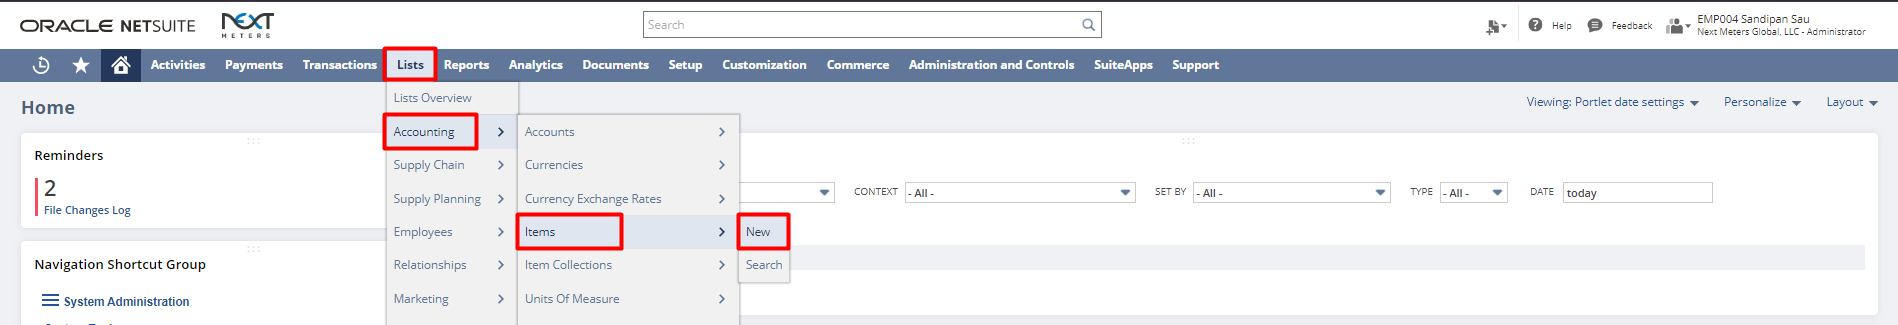 ORACLE NETSUITE
NEXT
METERS
Search
Help
Feedback
EMP004 Sandipan Sau
Next Meters Global, LLC - Administrator
Activities
Payments
Transactions
Lists
Reports
Analytics
Documents
Setup
Customization
Commerce
Administration and Controls
SuiteApps
Support
Home
Viewing: Portlet date settings
Personalize
Layout
Lists Overview
Accounting
Supply Chain
Supply Planning
Employees
Relationships
Marketing
Accounts
Currencies
Currency Exchange Rates
Items
Item Collections
Units Of Measure
New
Search
Reminders
2
File Changes Log
CONTEXT
- All -
SET BY
- All -
TYPE
- All -
DATE
today
Navigation Shortcut Group
System Administration